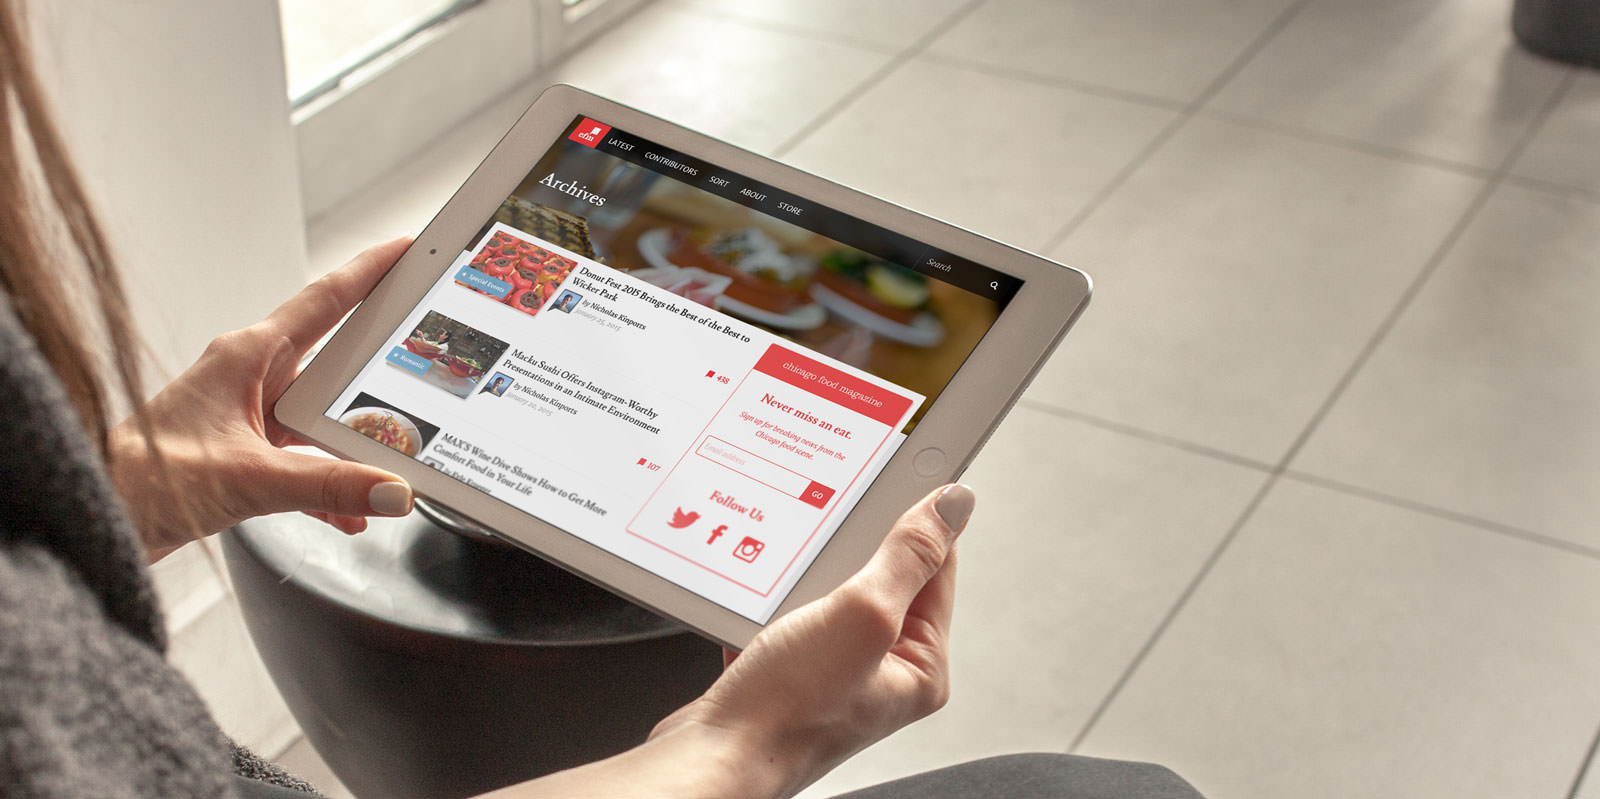 cfm
LATEST CONTRIBUTORS SORT ABOUT STORE
Search
Archives
Special Events
Donut Fest 2015 Brings the Best of the Best to
Wicker Park
by Nicholas Kinports
january 25, 2015
438
Romantic
Macku Sushi Offers Instagram-Worthy
Presentations in an Intimate Environment
by Nicholas Kinports
january 20, 2015
107
MAX'S Wine Dive Shows How to Get More
Comfort Food in Your Life
by Kyle
chicago food magazine
Never miss an eat.
Sign up for breaking news from the
Chicago food scene.
Email address
GO
Follow Us